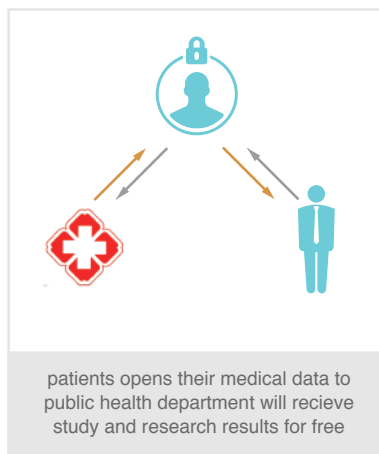 patients opens their medical data to
public health department will recieve
study and research results for free